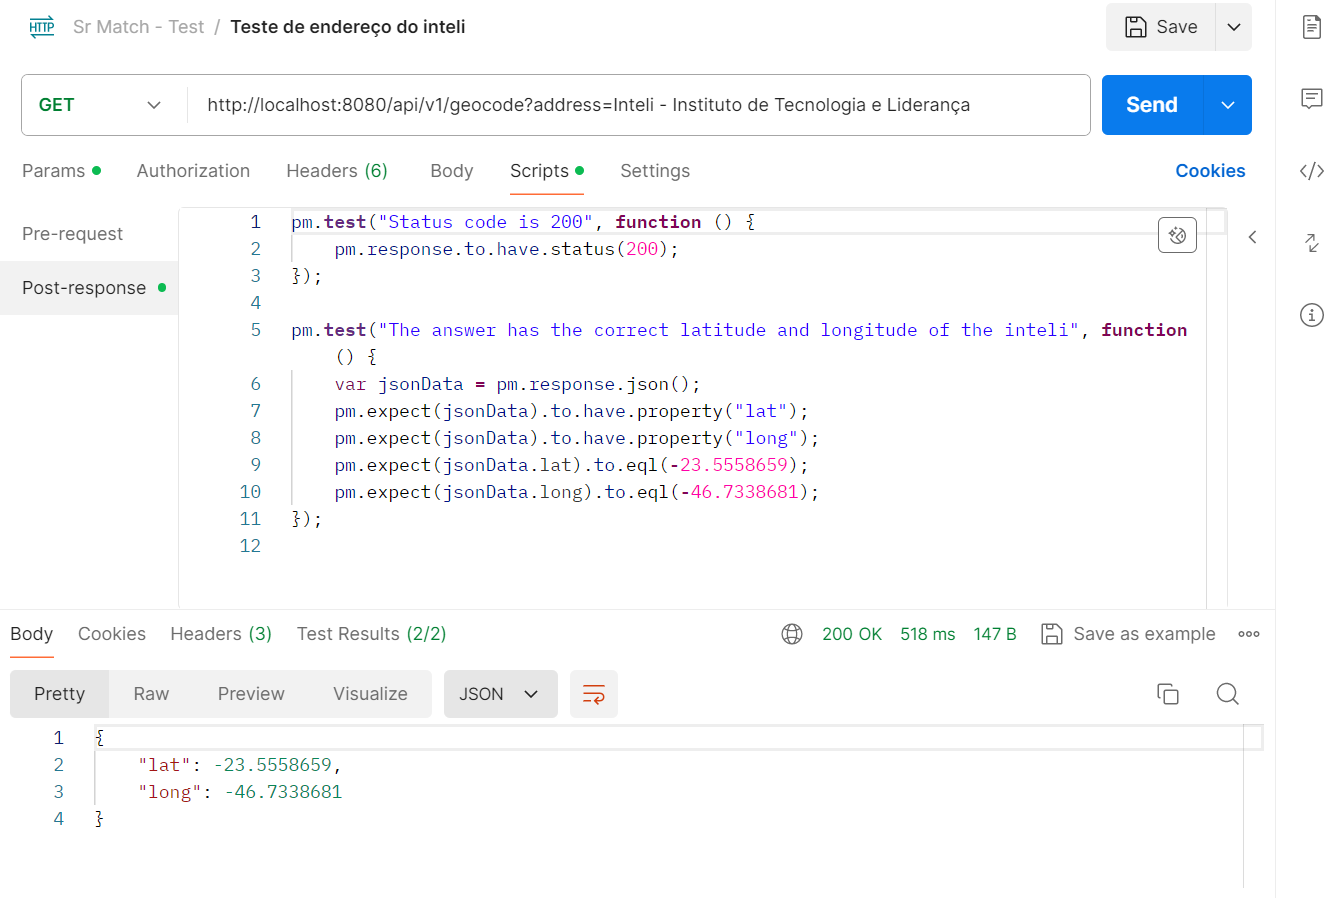 HTTP Sr Match - Test / Teste de endereço do inteli Save
GET http://localhost:8080/api/v1/geocode?address=Inteli - Instituto de Tecnologia e Liderança Send
Params Authorization Headers (6) Body Scripts Settings Cookies
Pre-request
Post-response
1 pm.test("Status code is 200", function () {
2 pm.response.to.have.status(200);
3 });
4
5 pm.test("The answer has the correct latitude and longitude of the inteli", function
() {
6 var jsonData = pm.response.json();
7 pm.expect(jsonData).to.have.property("lat");
8 pm.expect(jsonData).to.have.property("long");
9 pm.expect(jsonData.lat).to.eql(-23.5558659);
10 pm.expect(jsonData.long).to.eql(-46.7338681);
11 });
12
Body Cookies Headers (3) Test Results (2/2) 200 OK 518 ms 147 B Save as example
Pretty Raw Preview Visualize JSON
1 {
2 "lat": -23.5558659,
3 "long": -46.7338681
4 }